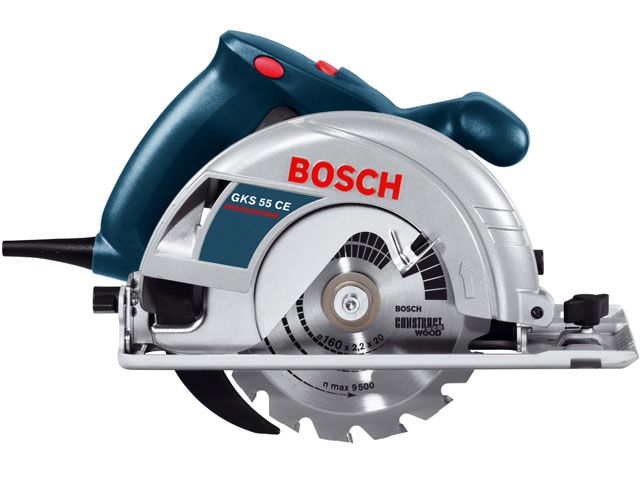 BOSCH
GKS 55 CE
PROFESSIONAL
BOSCH
CONSTRUCT
WOOD
ø160 x 2,2 x 20
n max 9500